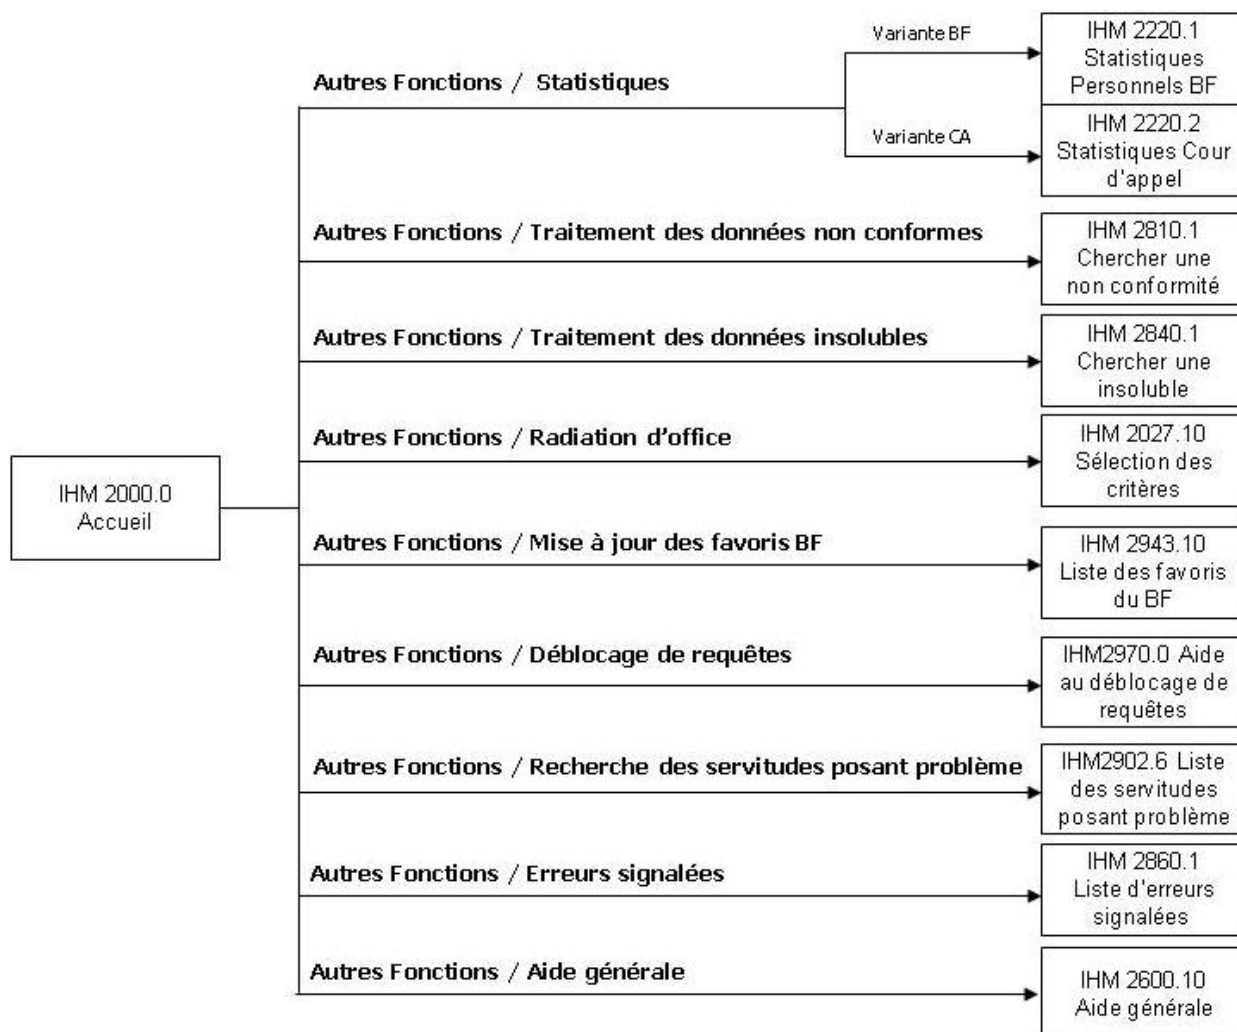 Variante BF
IHM 2220.1
Statistiques
Personnels BF
Autres Fonctions / Statistiques
Variante CA
IHM 2220.2
Statistiques Cour
d'appel
Autres Fonctions / Traitement des données non conformes
IHM 2810.1
Chercher une
non conformité
Autres Fonctions / Traitement des données insolubles
IHM 2840.1
Chercher une
insoluble
Autres Fonctions / Radiation d'office
IHM 2027.10
Sélection des
critères
IHM 2000.0
Accueil
Autres Fonctions / Mise à jour des favoris BF
IHM 2943.10
Liste des favoris
du BF
Autres Fonctions / Déblocage de requêtes
IHM2970.0 Aide
au déblocage de
requêtes
Autres Fonctions / Recherche des servitudes posant problème
IHM2902.6 Liste
des servitudes
posant problème
Autres Fonctions / Erreurs signalées
IHM 2860.1
Liste d'erreurs
signalées
Autres Fonctions / Aide générale
IHM 2600.10
Aide générale